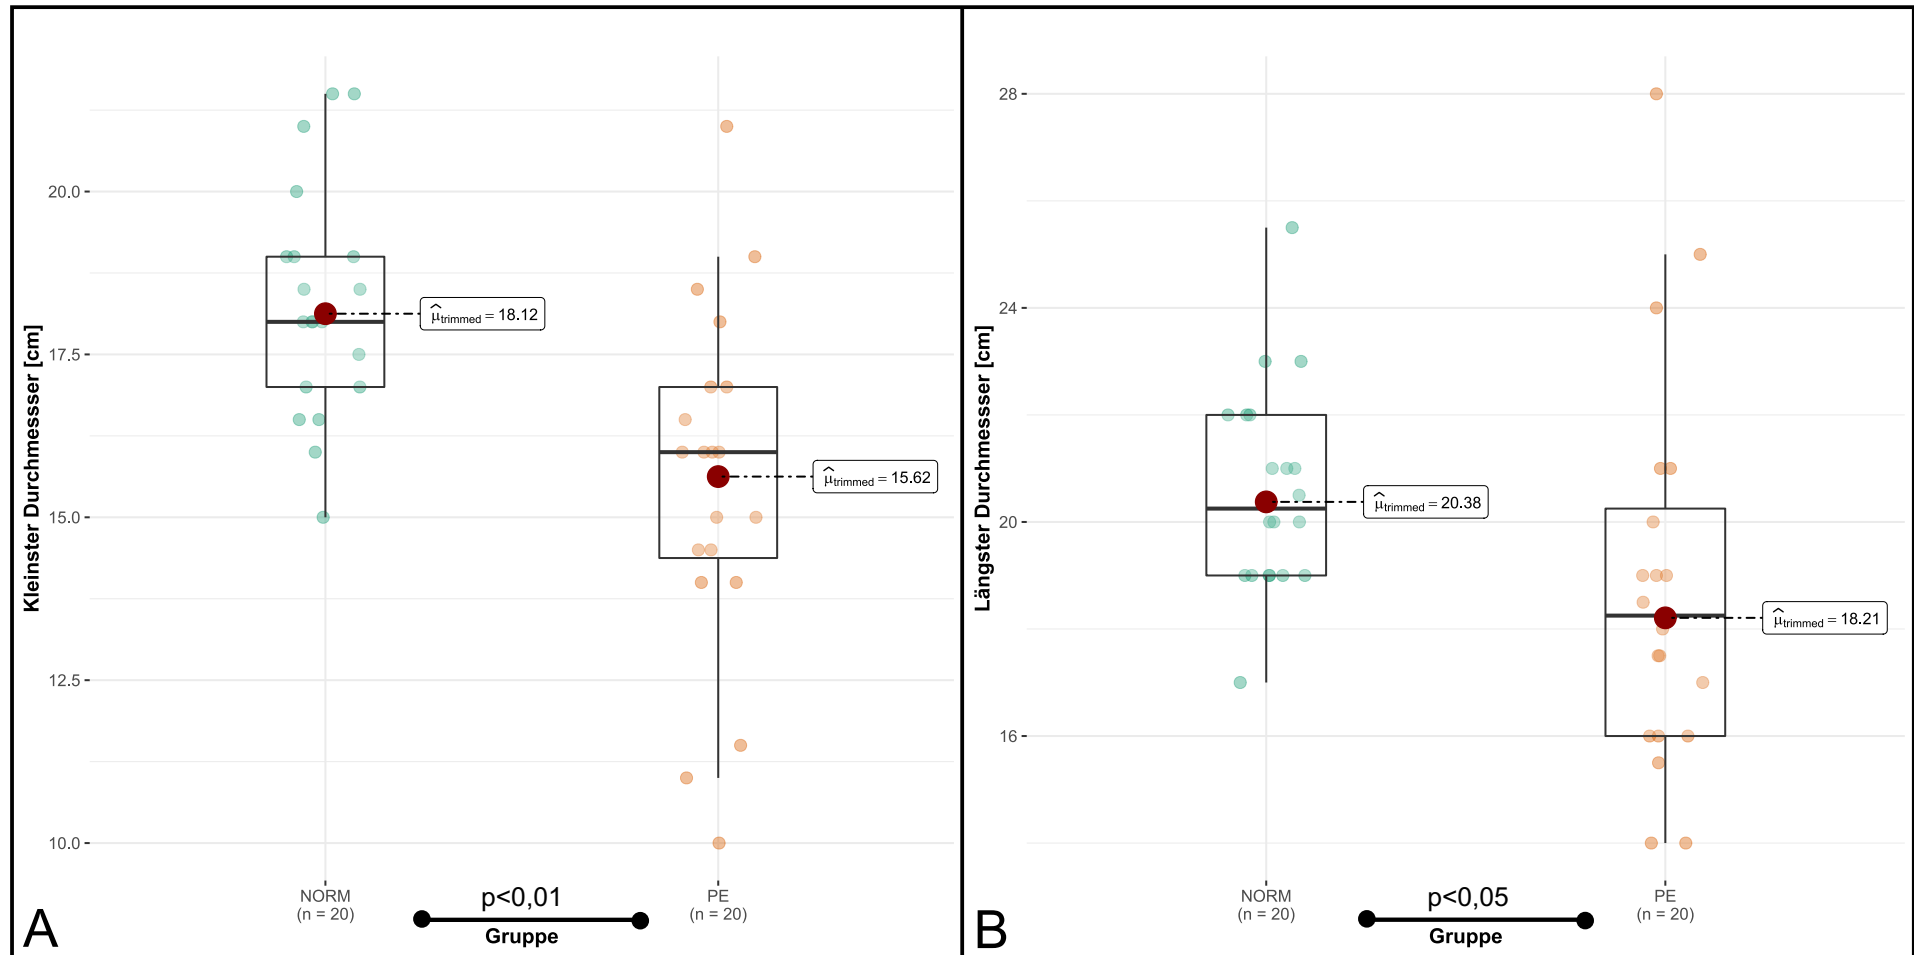 Kleinster Durchmessser [cm]
20.0
17.5
15.0
12.5
10.0
μ̂trimmed = 18.12
μ̂trimmed = 15.62
NORM
(n = 20)
PE
(n = 20)
p<0,01
Gruppe
A
Längster Durchmessser [cm]
28
24
20
16
μ̂trimmed = 20.38
μ̂trimmed = 18.21
NORM
(n = 20)
PE
(n = 20)
p<0,05
Gruppe
B